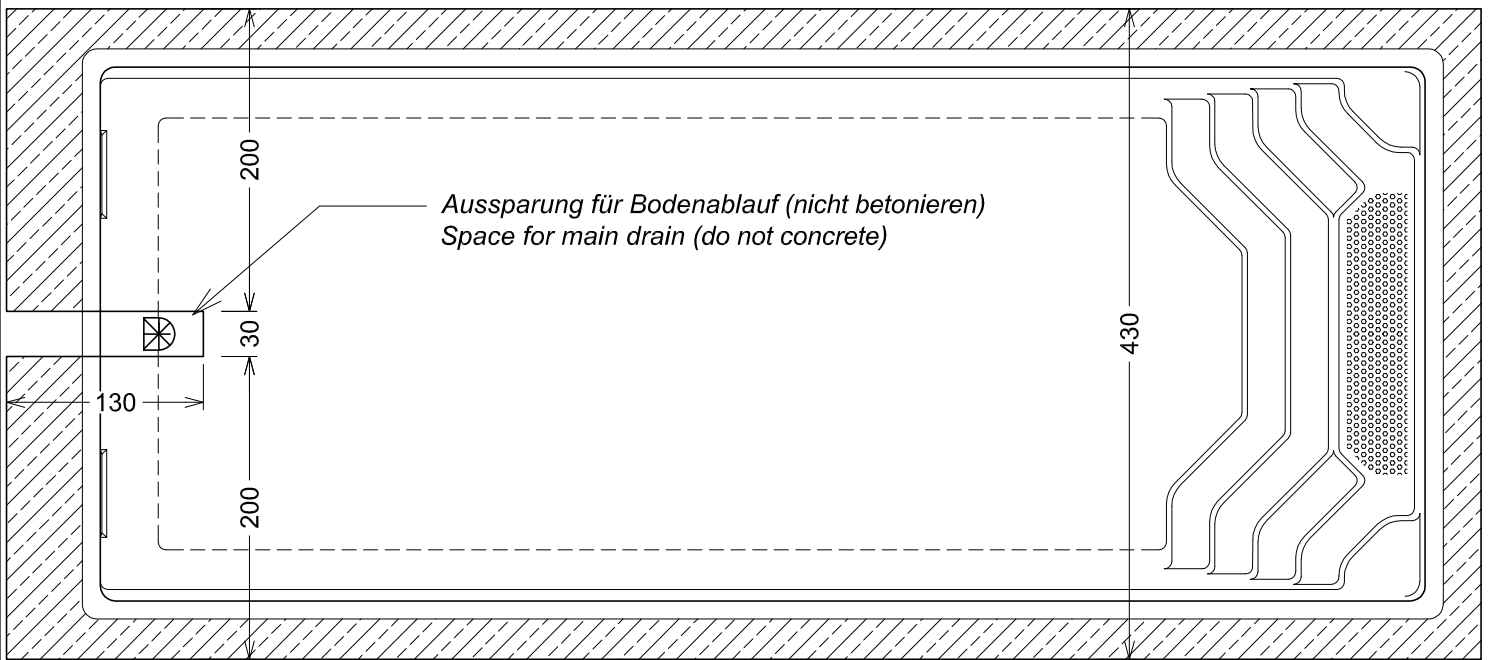 200
Aussparung für Bodenablauf (nicht betonieren)
Space for main drain (do not concrete)
30
430
130
200